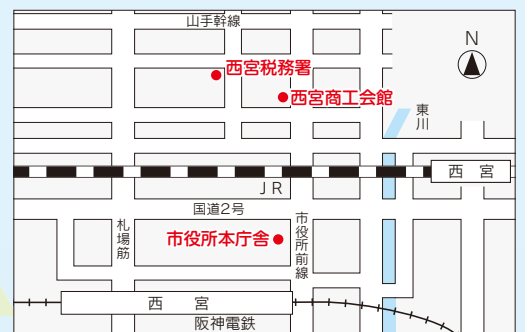 山手幹線
N
西宮税務署
西宮商工会館
東川
西宮
JR
国道2号
札場筋
市役所本庁舎
市役所前線
西宮
阪神電鉄